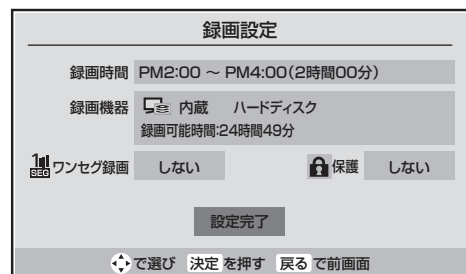 録画設定
録画時間 PM2:00 ～ PM4:00(2時間00分)
録画機器 内蔵 ハードディスク
録画可能時間:24時間49分
1 SEG ワンセグ録画 しない 保護 しない
設定完了
で選び 決定 を押す 戻る で前画面